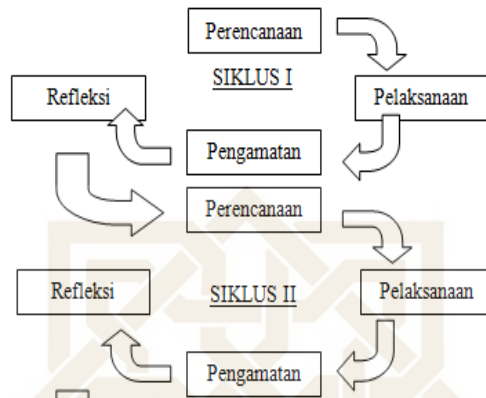 Perencanaan
SIKLUS I
Refleksi
Pelaksanaan
Pengamatan
Perencanaan
Refleksi
SIKLUS II
Pelaksanaan
Pengamatan